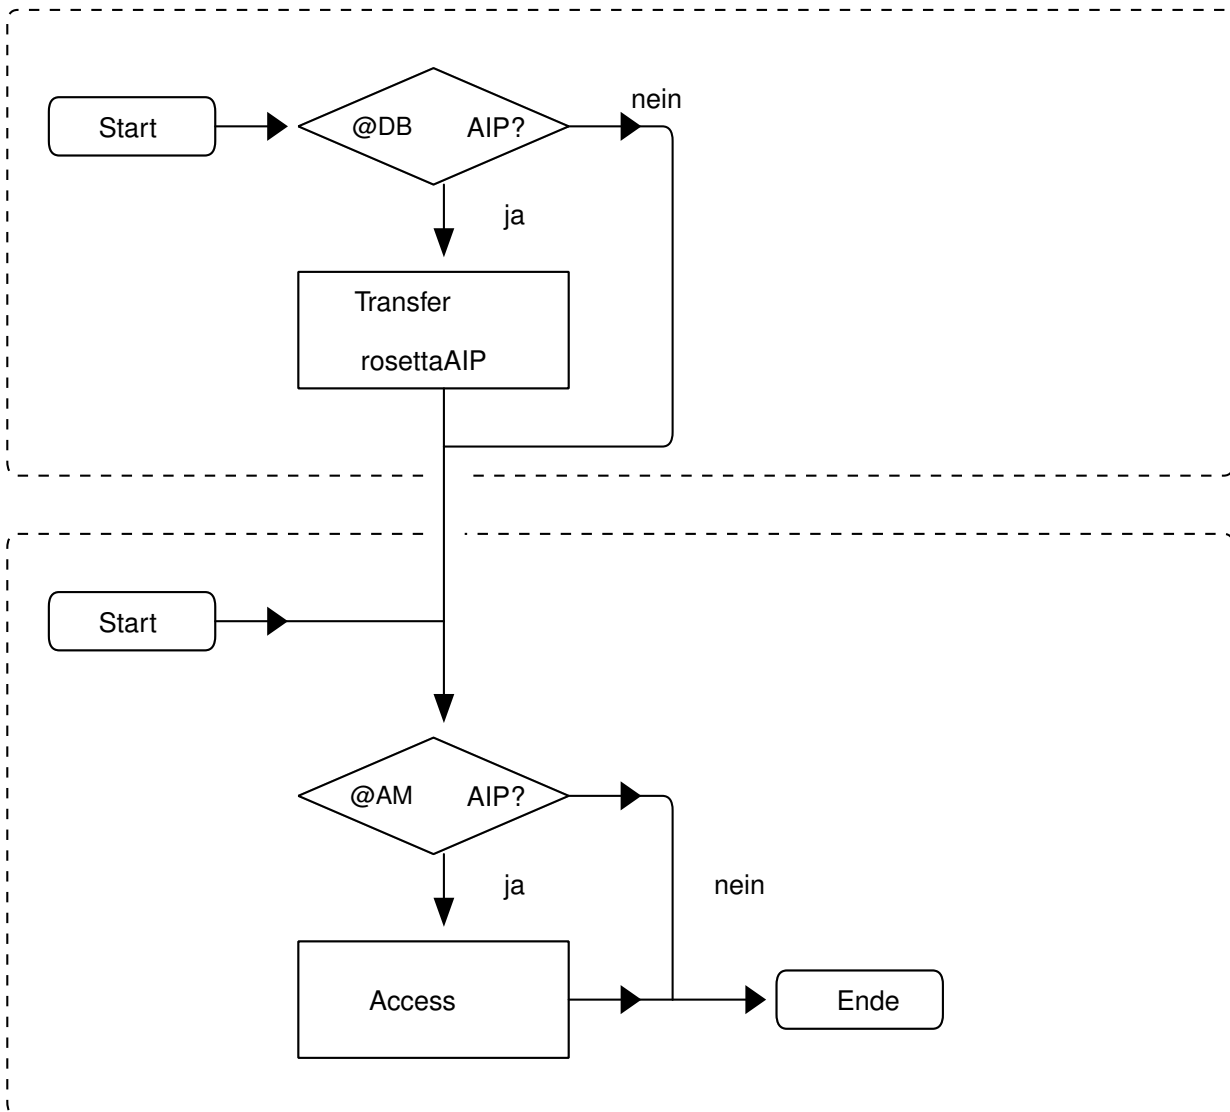 nein
Start
@DB AIP?
ja
Transfer
rosettaAIP
Start
@AM AIP?
ja
nein
Access
Ende